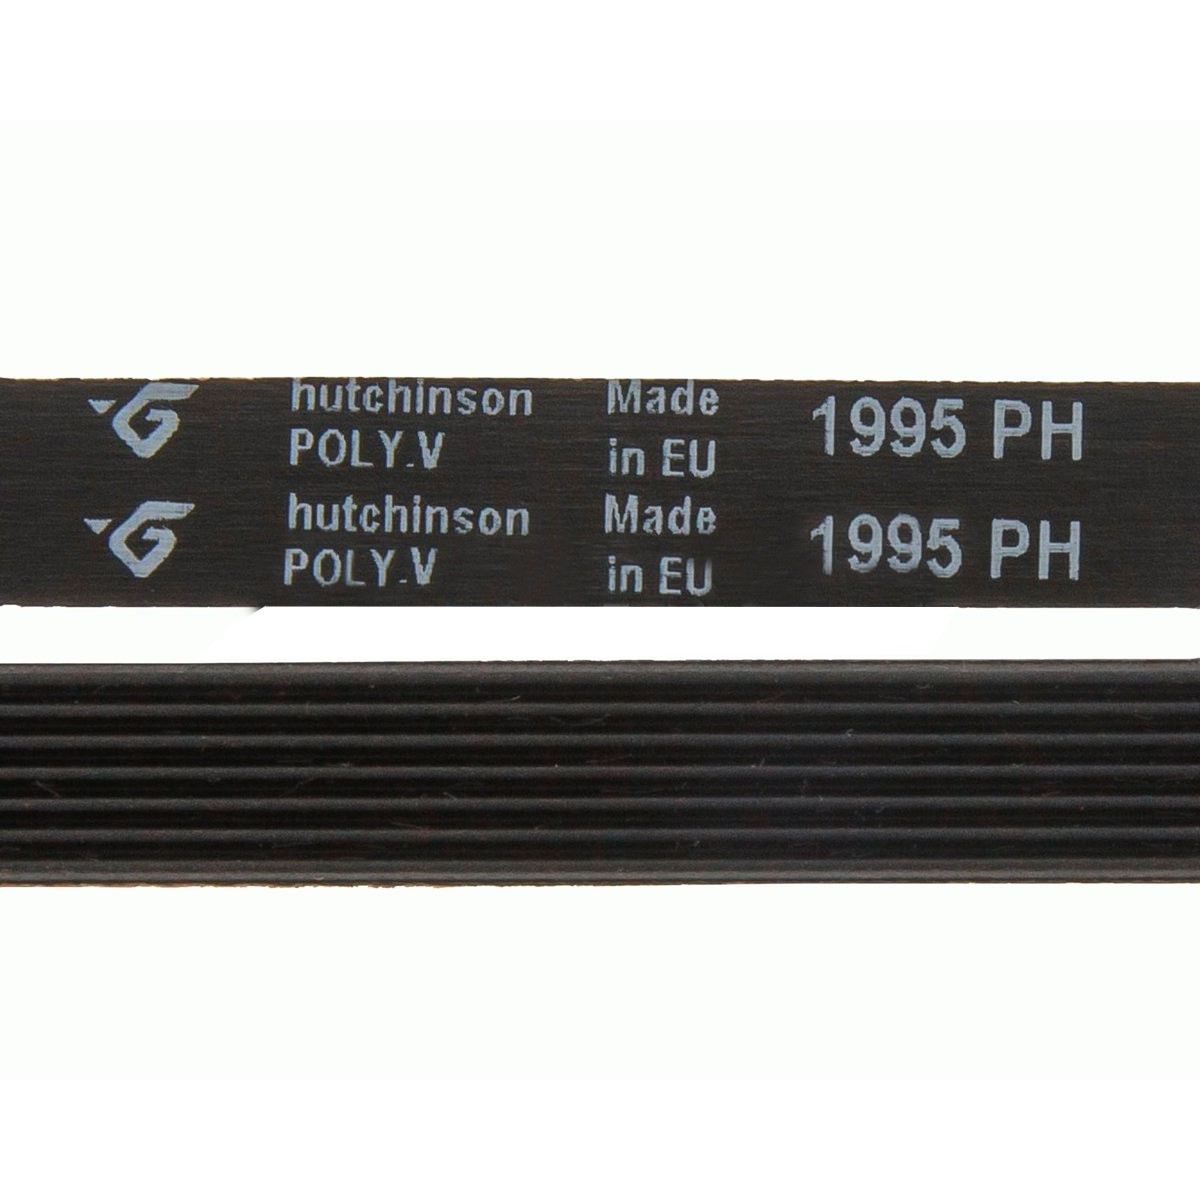 hutchinson
POLY.V
Made
in EU
1995 PH
hutchinson
POLY.V
Made
in EU
1995 PH